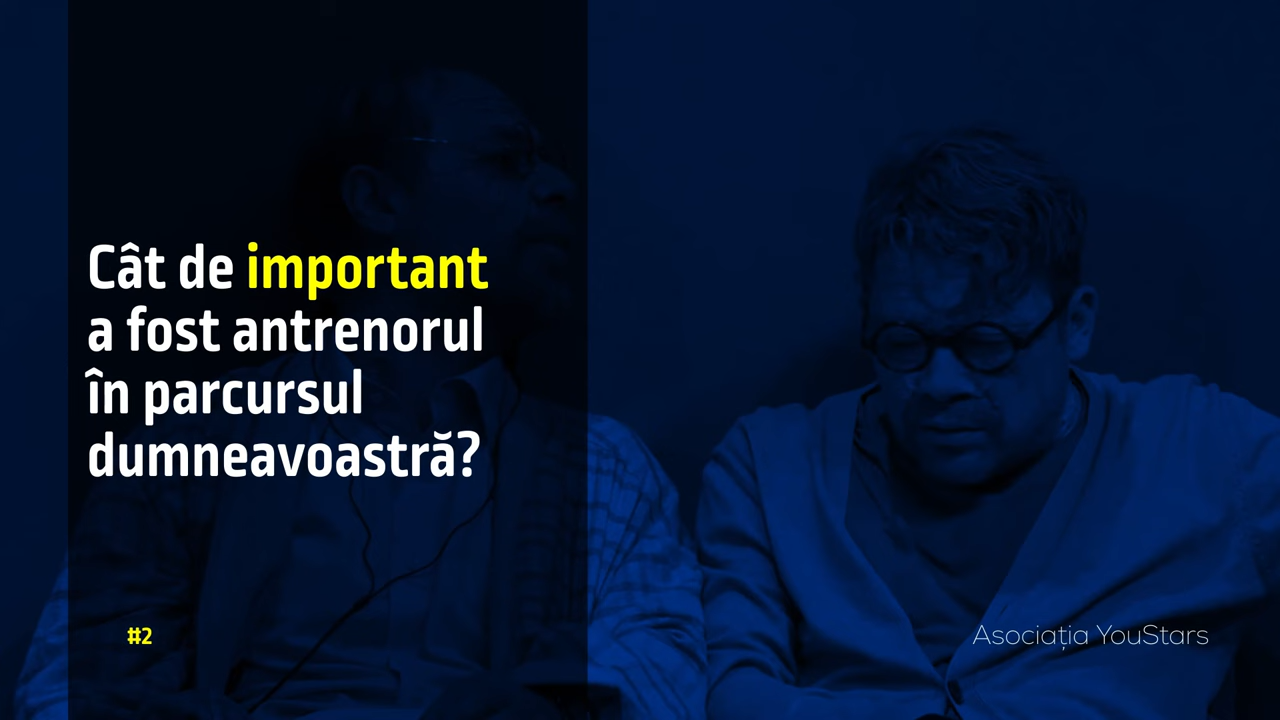 Cât de important
a fost antrenorul
în parcursul
dumneavoastră?
#2
Asociația YouStars